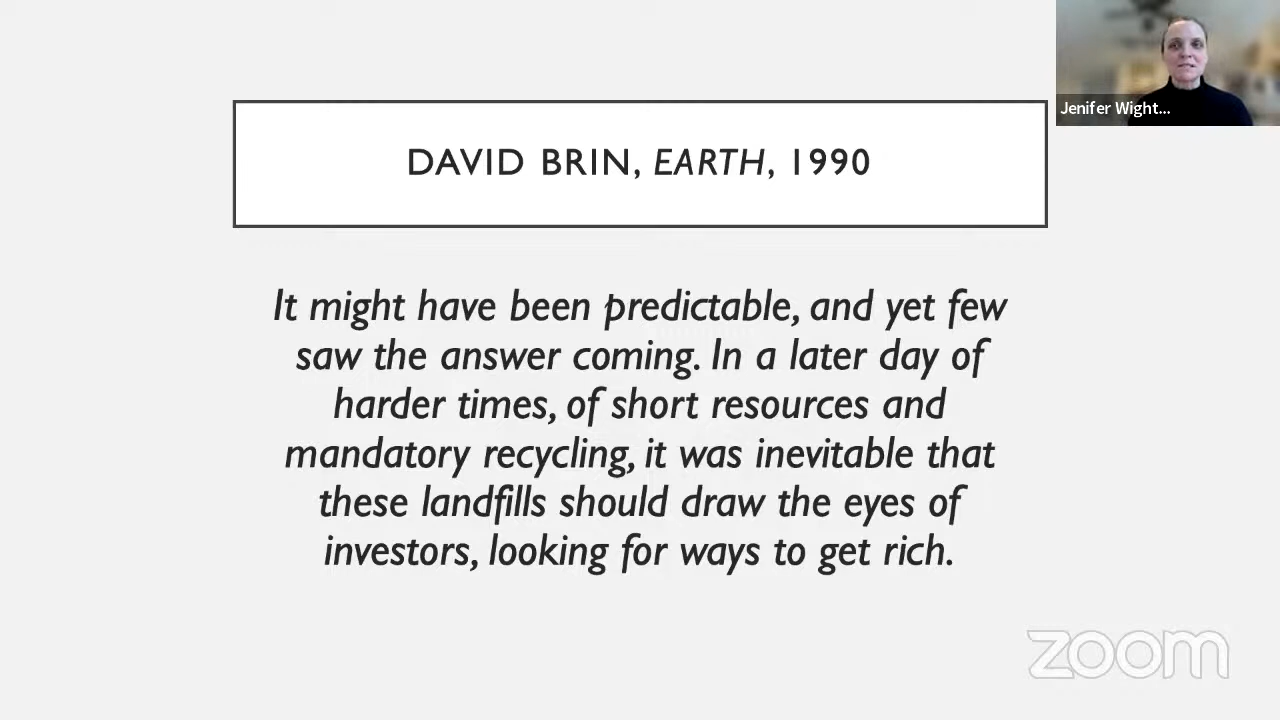 Jenifer Wight...
DAVID BRIN, EARTH, 1990
It might have been predictable, and yet few
saw the answer coming. In a later day of
harder times, of short resources and
mandatory recycling, it was inevitable that
these landfills should draw the eyes of
investors, looking for ways to get rich.
zoom